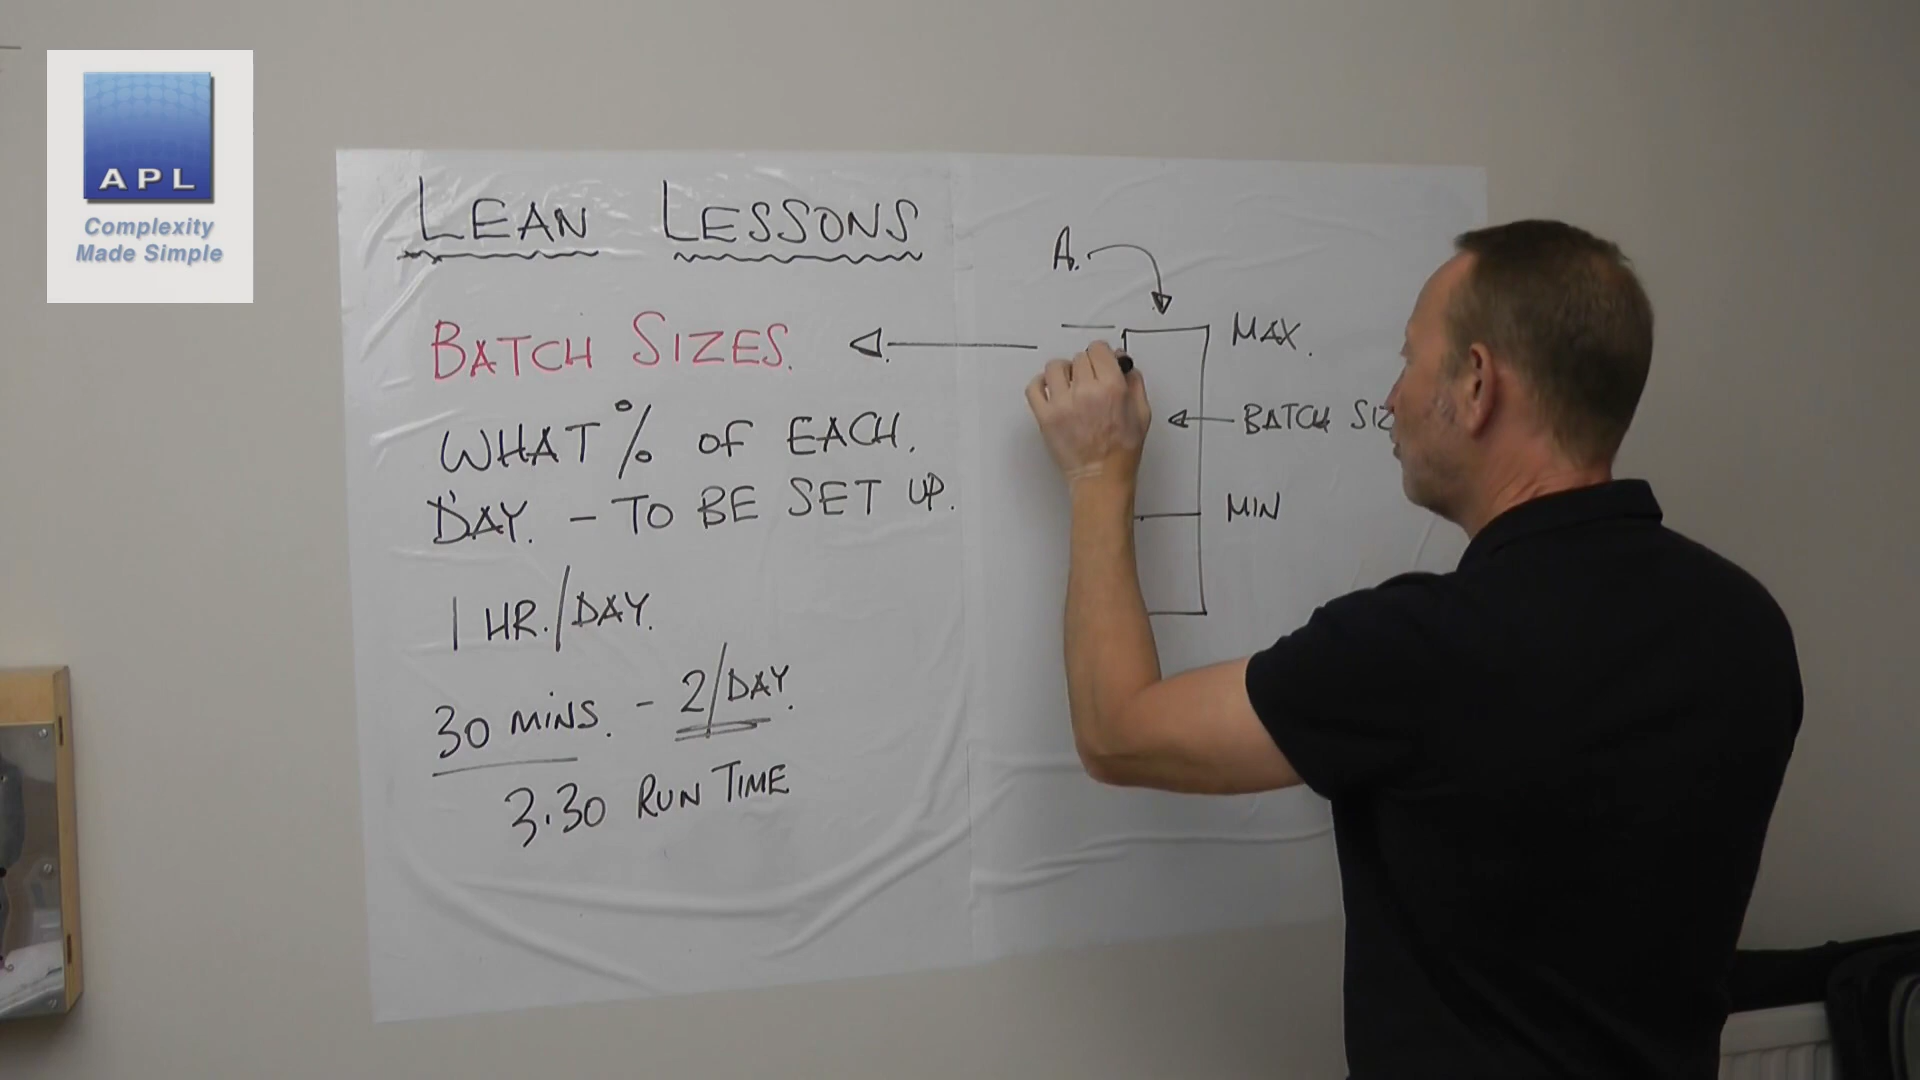 APL
Complexity
Made Simple
LEAN LESSONS
BATCH SIZES.
WHAT % OF EACH.
DAY. - TO BE SET UP.
1 HR./DAY.
30 MINS. - 2/DAY.
3.30 RUN TIME
A.
MAX.
BATCH SIZ
MIN